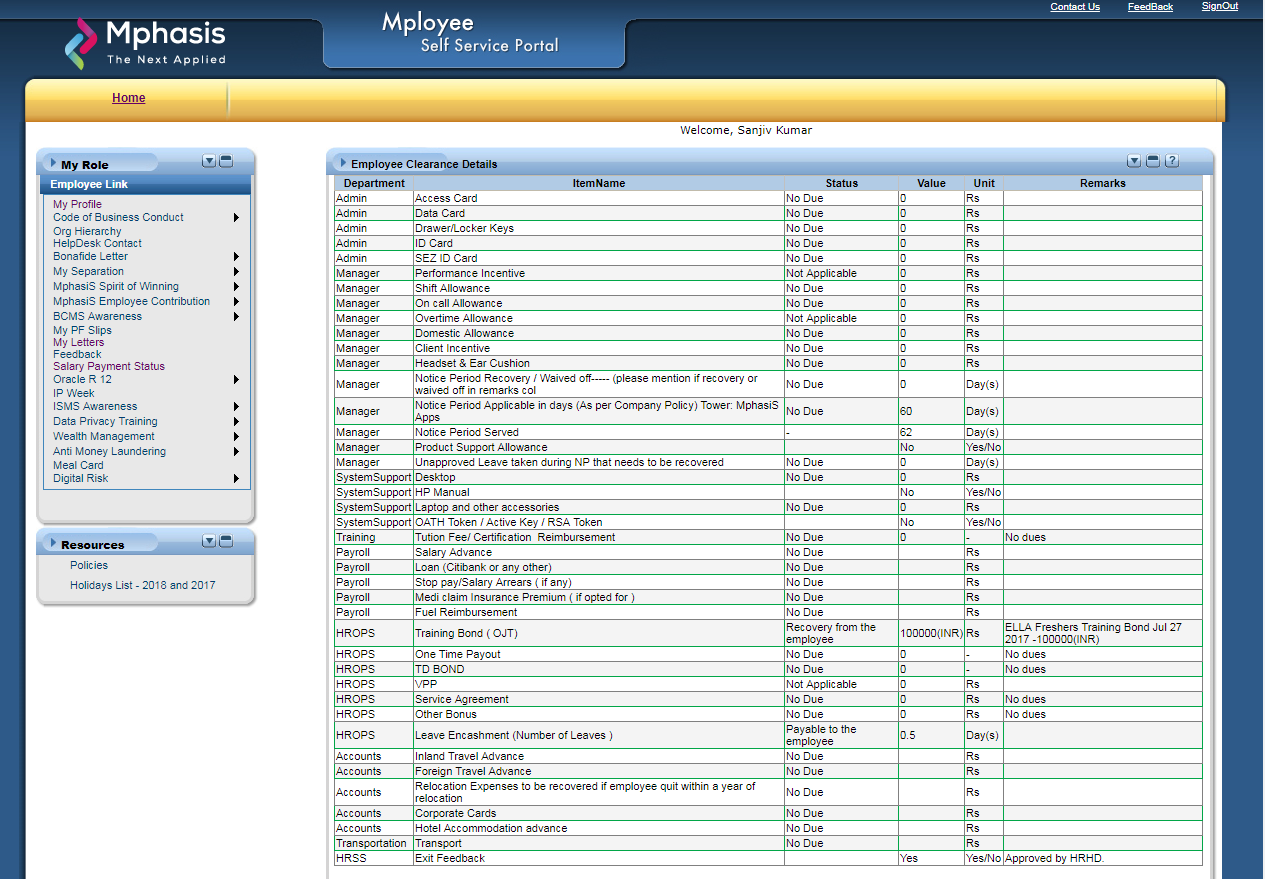 Contact Us FeedBack SignOut
Mphasis
The Next Applied
Mployee
Self Service Portal
Home
Welcome, Sanjiv Kumar
My Role
Employee Link
My Profile
Code of Business Conduct
Org Hierarchy
HelpDesk Contact
Bonafide Letter
My Separation
MphasiS Spirit of Winning
MphasiS Employee Contribution
BCMS Awareness
My PF Slips
My Letters
Feedback
Salary Payment Status
Oracle R 12
IP Week
ISMS Awareness
Data Privacy Training
Wealth Management
Anti Money Laundering
Meal Card
Digital Risk
Resources
Policies
Holidays List - 2018 and 2017
Employee Clearance Details
?
Department ItemName Status Value Unit Remarks
Admin Access Card No Due 0 Rs
Admin Data Card No Due 0 Rs
Admin Drawer/Locker Keys No Due 0 Rs
Admin ID Card No Due 0 Rs
Admin SEZ ID Card No Due 0 Rs
Manager Performance Incentive Not Applicable 0 Rs
Manager Shift Allowance No Due 0 Rs
Manager On call Allowance No Due 0 Rs
Manager Overtime Allowance Not Applicable 0 Rs
Manager Domestic Allowance No Due 0 Rs
Manager Client Incentive No Due 0 Rs
Manager Headset & Ear Cushion No Due 0 Rs
Manager Notice Period Recovery / Waived off----- (please mention if recovery or
waived off in remarks col No Due 0 Day(s)
Manager Notice Period Applicable in days (As per Company Policy) Tower: MphasiS
Apps No Due 60 Day(s)
Manager Notice Period Served - 62 Day(s)
Manager Product Support Allowance No Yes/No
Manager Unapproved Leave taken during NP that needs to be recovered No Due 0 Day(s)
SystemSupport Desktop No Due 0 Rs
SystemSupport HP Manual No Yes/No
SystemSupport Laptop and other accessories No Due 0 Rs
SystemSupport OATH Token / Active Key / RSA Token No Yes/No
Training Tution Fee/ Certification Reimbursement No Due 0 - No dues
Payroll Salary Advance No Due Rs
Payroll Loan (Citibank or any other) No Due Rs
Payroll Stop pay/Salary Arrears ( if any) No Due Rs
Payroll Medi claim Insurance Premium ( if opted for ) No Due Rs
Payroll Fuel Reimbursement No Due Rs
HROPS Training Bond ( OJT) Recovery from the
employee 100000(INR) Rs ELLA Freshers Training Bond Jul 27
2017 -100000(INR)
HROPS One Time Payout No Due 0 - No dues
HROPS TD BOND No Due 0 - No dues
HROPS VPP Not Applicable 0 Rs
HROPS Service Agreement No Due 0 Rs No dues
HROPS Other Bonus No Due 0 Rs No dues
HROPS Leave Encashment (Number of Leaves ) Payable to the
employee 0.5 Day(s)
Accounts Inland Travel Advance No Due Rs
Accounts Foreign Travel Advance No Due Rs
Accounts Relocation Expenses to be recovered if employee quit within a year of
relocation No Due Rs
Accounts Corporate Cards No Due Rs
Accounts Hotel Accommodation advance No Due Rs
Transportation Transport No Due Rs
HRSS Exit Feedback Yes Yes/No Approved by HRHD.